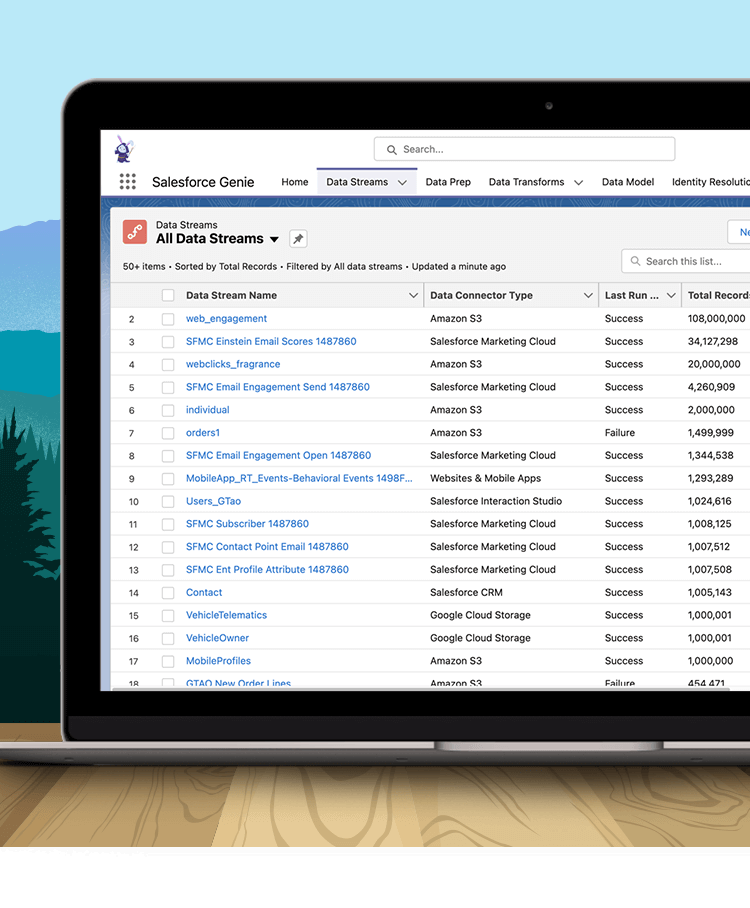 Search...
Salesforce Genie Home Data Streams Data Prep Data Transforms Data Model Identity
Data Streams
All Data Streams
50+ items • Sorted by Total Records • Filtered by All data streams • Updated a minute ago
Search this list...
Data Stream Name Data Connector Type Last Run ... Total
2 web_engagement Amazon S3 Success 108,000,000
3 SFMC Einstein Email Scores 1487860 Salesforce Marketing Cloud Success 34,127,298
4 webclicks_fragrance Amazon S3 Success 20,000,000
5 SFMC Email Engagement Send 1487860 Salesforce Marketing Cloud Success 4,260,909
6 individual Amazon S3 Success 2,000,000
7 orders1 Amazon S3 Failure 1,499,999
8 SFMC Email Engagement Open 1487860 Salesforce Marketing Cloud Success 1,344,538
9 MobileApp_RT_Events-Behavioral Events 1498F... Websites & Mobile Apps Success 1,293,289
10 Users_GTao Salesforce Interaction Studio Success 1,024,616
11 SFMC Subscriber 1487860 Salesforce Marketing Cloud Success 1,008,125
12 SFMC Contact Point Email 1487860 Salesforce Marketing Cloud Success 1,007,512
13 SFMC Ent Profile Attribute 1487860 Salesforce Marketing Cloud Success 1,007,508
14 Contact Salesforce CRM Success 1,005,143
15 VehicleTelematics Google Cloud Storage Success 1,000,001
16 VehicleOwner Google Cloud Storage Success 1,000,001
17 MobileProfiles Amazon S3 Success 1,000,000
18 GTAO New Order Lines Amazon S3 Failure 454,471